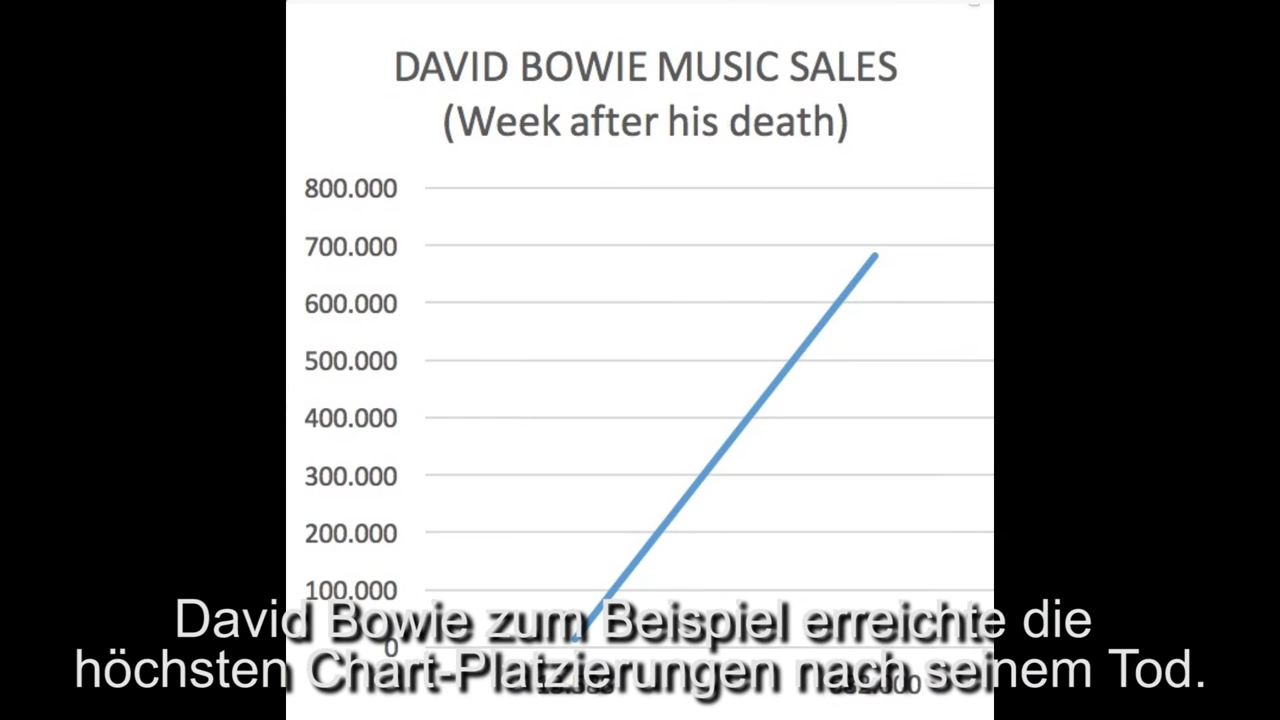 DAVID BOWIE MUSIC SALES
(Week after his death)
800.000
700.000
600.000
500.000
400.000
300.000
200.000
100.000
0
David Bowie zum Beispiel erreichte die
höchsten Chart-Platzierungen nach seinem Tod.